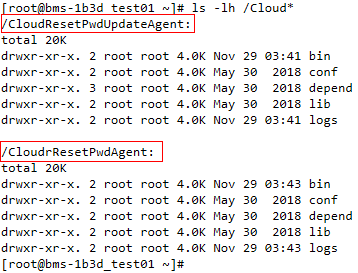 [root@bms-1b3d_test01 ~]# ls -lh /Cloud*
/CloudResetPwdUpdateAgent:
total 20K
drwxr-xr-x. 2 root root 4.0K Nov 29 03:41 bin
drwxr-xr-x. 2 root root 4.0K May 30  2018 conf
drwxr-xr-x. 3 root root 4.0K May 30  2018 depend
drwxr-xr-x. 2 root root 4.0K May 30  2018 lib
drwxr-xr-x. 2 root root 4.0K Nov 29 03:41 logs
/CloudrResetPwdAgent:
total 20K
drwxr-xr-x. 2 root root 4.0K Nov 29 03:43 bin
drwxr-xr-x. 2 root root 4.0K May 30  2018 conf
drwxr-xr-x. 2 root root 4.0K May 30  2018 depend
drwxr-xr-x. 2 root root 4.0K May 30  2018 lib
drwxr-xr-x. 2 root root 4.0K Nov 29 03:43 logs
[root@bms-1b3d_test01 ~]#